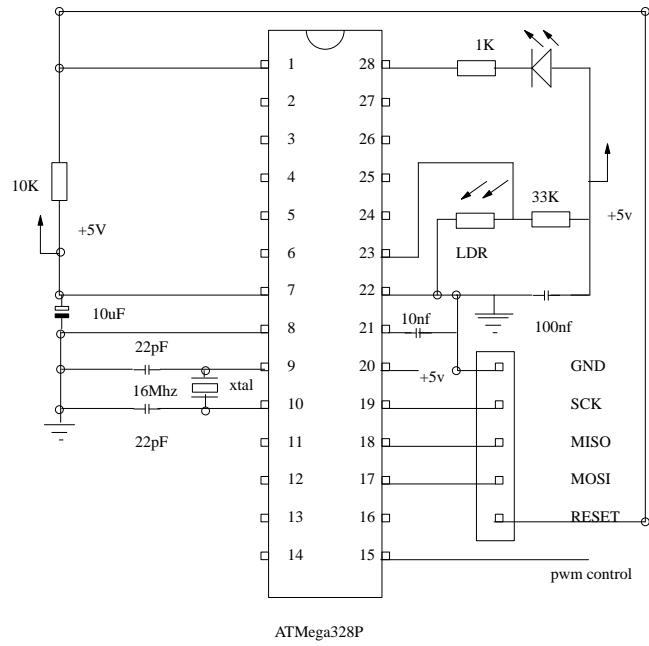 1K
1
28
2
27
3
26
4
25
10K
33K
5
24
+5V
+5v
6
23
LDR
7
22
10uF
10nf
100nf
8
21
22pF
9
20
+5v
GND
16Mhz
xtal
10
19
SCK
22pF
11
18
MISO
12
17
MOSI
13
16
RESET
14
15
pwm control
ATMega328P